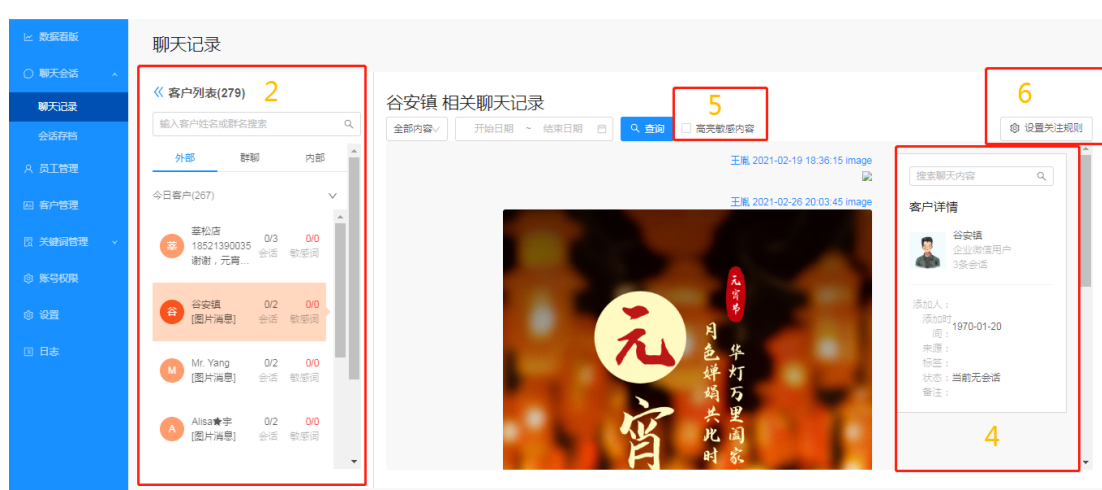 数据看版
聊天会话
聊天记录
会话存档
员工管理
客户管理
关键词管理
账号权限
设置
日志
聊天记录
客户列表(279)
2
输入客户姓名或群名搜索
外部
群聊
内部
今日客户(267)
莘
莘松店
18521390035
谢谢，元宵...
0/3
会话
0/0
敏感词
谷
谷安镇
[图片消息]
0/2
会话
0/0
敏感词
M
Mr. Yang
[图片消息]
0/2
会话
0/0
敏感词
A
Alisa★宇
[图片消息]
0/2
会话
0/0
敏感词
谷安镇 相关聊天记录
全部内容
开始日期 ~ 结束日期
查询
5
高亮敏感内容
6
设置关注规则
王胤 2021-02-19 18:36:15 image
王胤 2021-02-26 20:03:45 image
元宵节
元
宵
华灯万里阖家
月色婵娟共此时
搜索聊天内容
客户详情
谷安镇
企业微信用户
3条会话
添加人：
添加时间：1970-01-20
来源：
标签：
状态：当前无会话
备注：
4